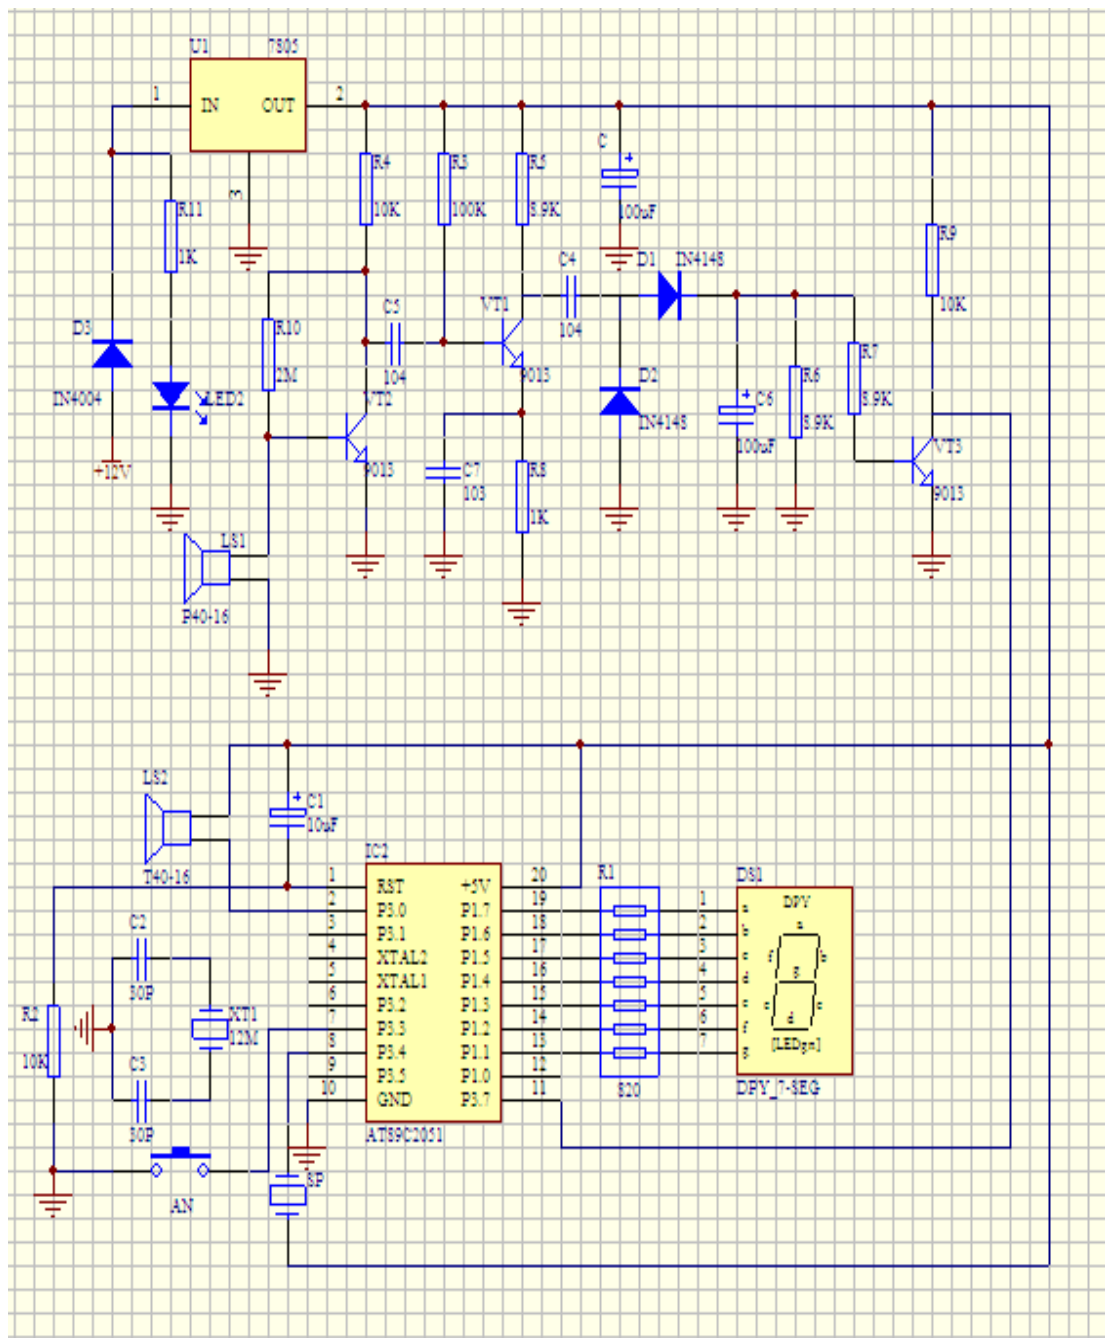 U1 7805
1 IN OUT 2
3
R4
10K
R3
100K
R5
8.9K
C
100uF
R11
1K
R9
10K
D3
IN4004
+12V
LED2
R10
2M
C5
104
VT1
9013
C4
104
D1 IN4148
D2
IN4148
C6
100uF
R6
8.9K
R7
8.9K
VT2
9013
C7
103
R8
1K
VT3
9013
LS1
P40-16
LS2
T40-16
C1
10uF
IC2
1 RST +5V 20
2 P3.0 P1.7 19
3 P3.1 P1.6 18
4 XTAL2 P1.5 17
5 XTAL1 P1.4 16
6 P3.2 P1.3 15
7 P3.3 P1.2 14
8 P3.4 P1.1 13
9 P3.5 P1.0 12
10 GND P3.7 11
AT89C2051
R1
820
DS1
DPY
1 a
2 b
3 c
4 d
5 e
6 f
7 g
a
f b
g
e c
d
[LEDgn]
DPY_7-SEG
C2
30P
XT1
12M
C3
30P
R2
10K
AN
SP